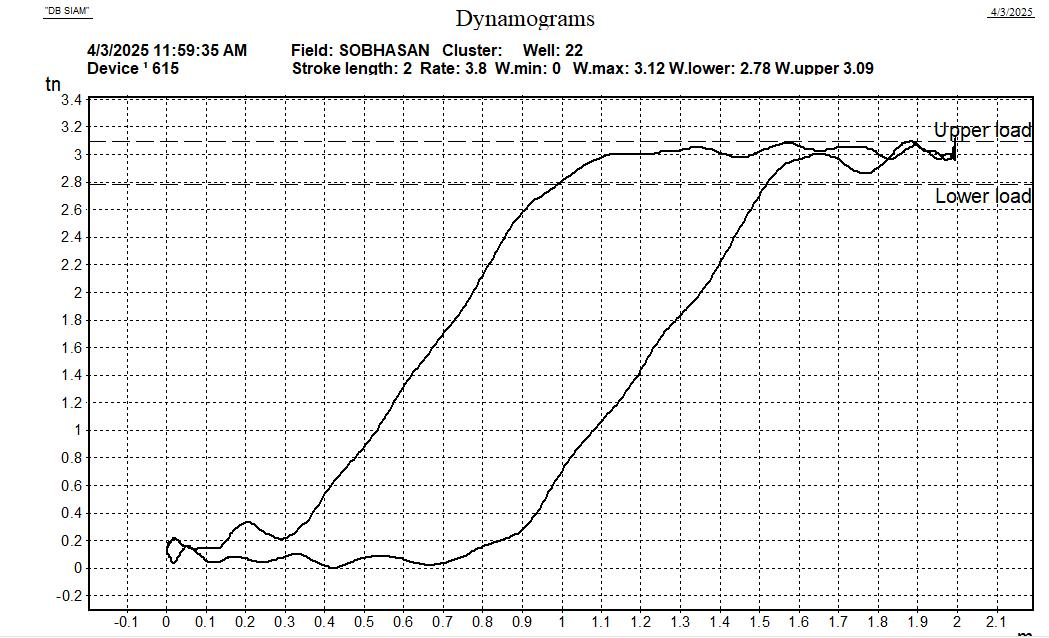 "DB SIAM"
Dynamograms
4/3/2025
4/3/2025 11:59:35 AM Field: SOBHASAN Cluster: Well: 22
Device ¹ 615 Stroke length: 2 Rate: 3.8 W.min: 0 W.max: 3.12 W.lower: 2.78 W.upper 3.09
tn
3.4
3.2
Upper load
3
2.8
Lower load
2.6
2.4
2.2
2
1.8
1.6
1.4
1.2
1
0.8
0.6
0.4
0.2
0
-0.2
-0.1 0 0.1 0.2 0.3 0.4 0.5 0.6 0.7 0.8 0.9 1 1.1 1.2 1.3 1.4 1.5 1.6 1.7 1.8 1.9 2 2.1